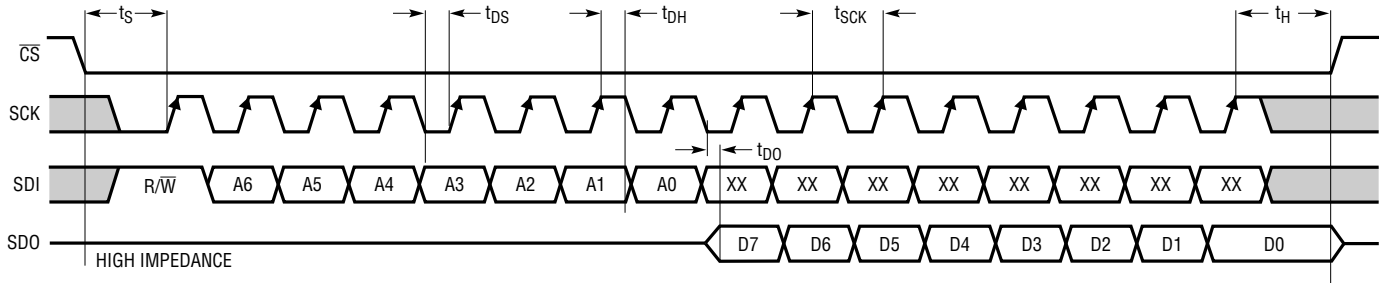 tS tDS tDH tSCK tH
CS
SCK
tDO
SDI R/W A6 A5 A4 A3 A2 A1 A0 XX XX XX XX XX XX XX XX
SDO D7 D6 D5 D4 D3 D2 D1 D0
HIGH IMPEDANCE